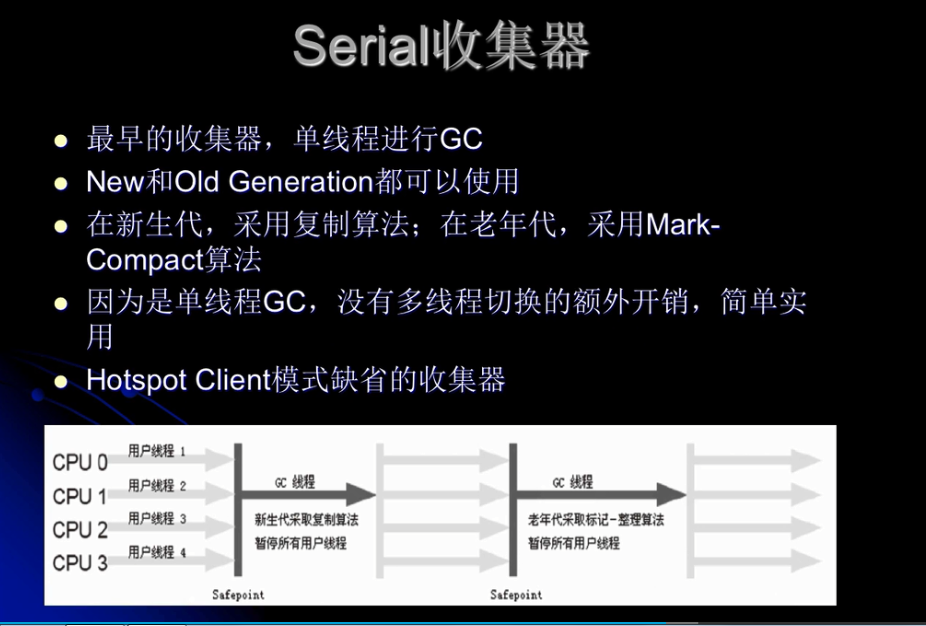 Serial收集器
最早的收集器，单线程进行GC
New和Old Generation都可以使用
在新生代，采用复制算法；在老年代，采用Mark-
Compact算法
因为是单线程GC，没有多线程切换的额外开销，简单实
用
Hotspot Client模式缺省的收集器
CPU 0 用户线程 1
CPU 1 用户线程 2
CPU 2 用户线程 3
CPU 3 用户线程 4
GC 线程
新生代采取复制算法
暂停所有用户线程
Safepoint
GC 线程
老年代采取标记-整理算法
暂停所有用户线程
Safepoint